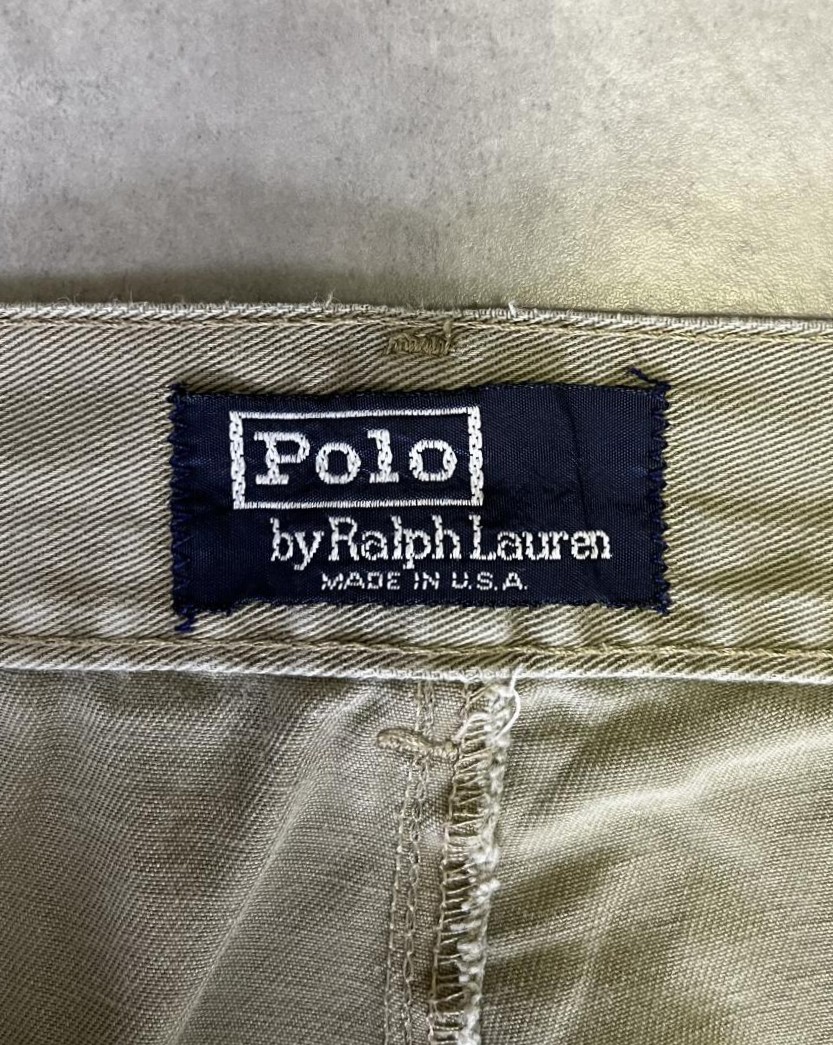 Polo
by Ralph Lauren
MADE IN U.S.A.